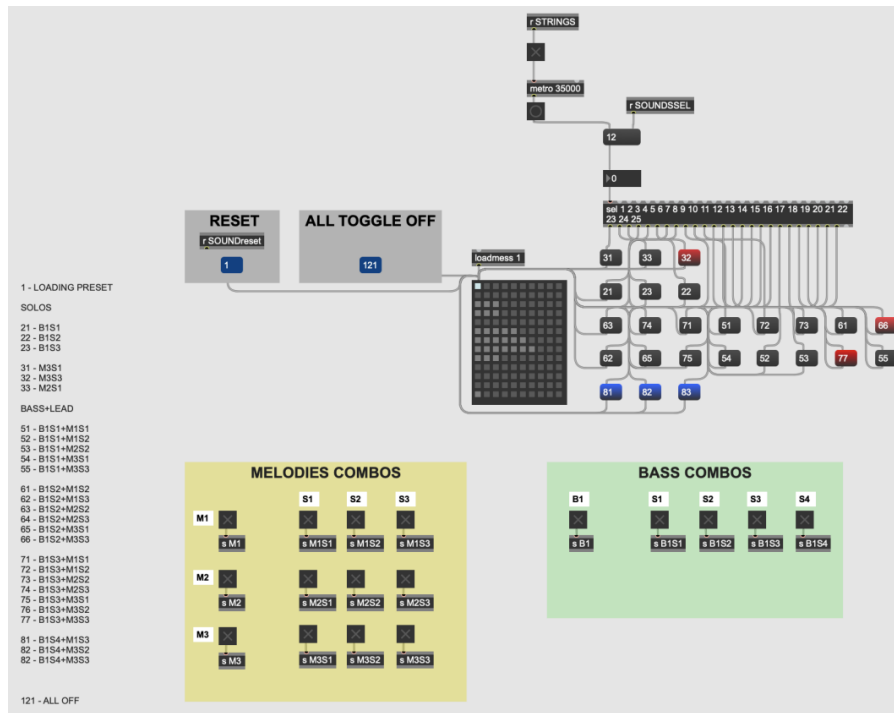 r STRINGS
metro 35000
r SOUNDSSEL
12
0
sel 1 2 3 4 5 6 7 8 9 10 11 12 13 14 15 16 17 18 19 20 21 22
23 24 25
RESET
r SOUNDreset
1
ALL TOGGLE OFF
121
loadmess 1
31 33 32
21 23 22
63 74 71 51 72 73 61 66
62 65 75 54 52 53 77 55
81 82 83
1 - LOADING PRESET
SOLOS
21 - B1S1
22 - B1S2
23 - B1S3
31 - M3S1
32 - M3S3
33 - M2S1
BASS+LEAD
51 - B1S1+M1S1
52 - B1S1+M1S2
53 - B1S1+M2S2
54 - B1S1+M3S1
55 - B1S1+M3S3
61 - B1S2+M1S2
62 - B1S2+M1S3
63 - B1S2+M2S2
64 - B1S2+M2S3
65 - B1S2+M3S1
66 - B1S2+M3S3
71 - B1S3+M1S1
72 - B1S3+M1S2
73 - B1S3+M2S2
74 - B1S3+M2S3
75 - B1S3+M3S1
76 - B1S3+M3S2
77 - B1S3+M3S3
81 - B1S4+M1S3
82 - B1S4+M3S2
82 - B1S4+M3S3
121 - ALL OFF
MELODIES COMBOS
S1 S2 S3
M1
s M1 s M1S1 s M1S2 s M1S3
M2
s M2 s M2S1 s M2S2 s M2S3
M3
s M3 s M3S1 s M3S2 s M3S3
BASS COMBOS
B1 S1 S2 S3 S4
s B1 s B1S1 s B1S2 s B1S3 s B1S4